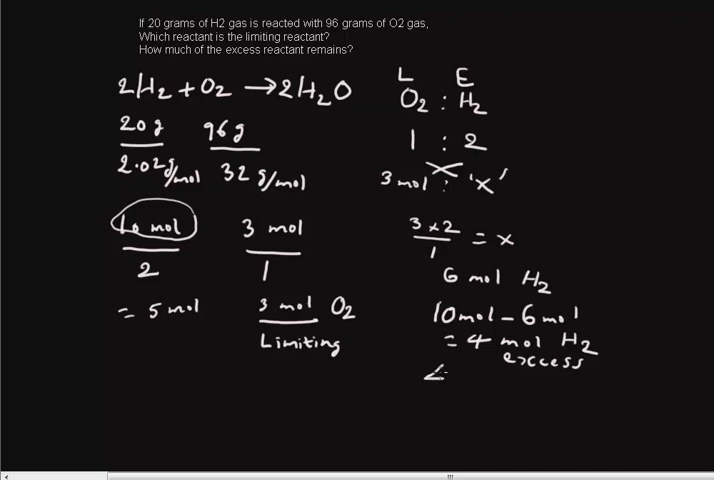 If 20 grams of H2 gas is reacted with 96 grams of O2 gas,
Which reactant is the limiting reactant?
How much of the excess reactant remains?
2H₂ + O₂ → 2H₂O
20g 96g
2.02g/mol 32 g/mol
10 mol 3 mol
2 1
= 5 mol 3 mol O₂
Limiting
L E
O₂ : H₂
1 : 2
3 mol : 'x'
3 x 2
1 = x
6 mol H₂
10mol - 6 mol
= 4 mol H₂
excess